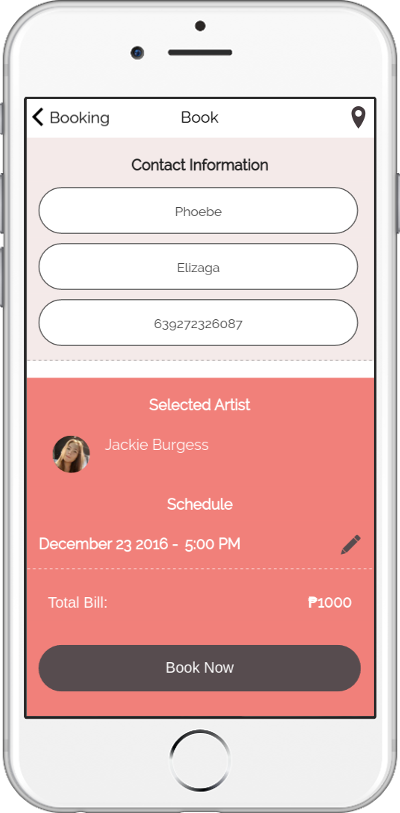 Booking Book
Contact Information
Phoebe
Elizaga
639272326087
Selected Artist
Jackie Burgess
Schedule
December 23 2016 - 5:00 PM
Total Bill: ₱1000
Book Now